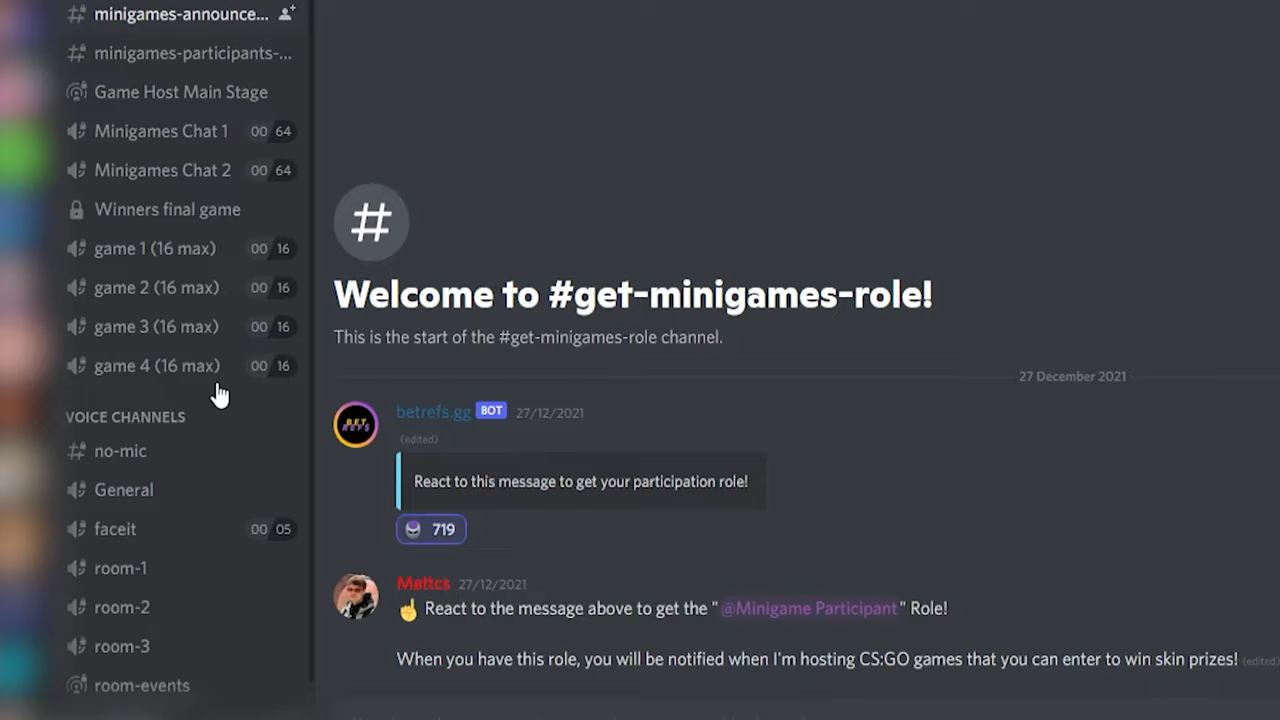 minigames-announce...
minigames-participants-...
Game Host Main Stage
Minigames Chat 1 00 64
Minigames Chat 2 00 64
Winners final game
game 1 (16 max) 00 16
game 2 (16 max) 00 16
game 3 (16 max) 00 16
game 4 (16 max) 00 16
VOICE CHANNELS
no-mic
General
faceit 00 05
room-1
room-2
room-3
room-events
Welcome to #get-minigames-role!
This is the start of the #get-minigames-role channel.
27 December 2021
BET REFS
betrefs.gg BOT 27/12/2021
(edited)
React to this message to get your participation role!
719
Mattcs 27/12/2021
☝️ React to the message above to get the "@Minigame Participant" Role!
When you have this role, you will be notified when I'm hosting CS:GO games that you can enter to win skin prizes! (edited)